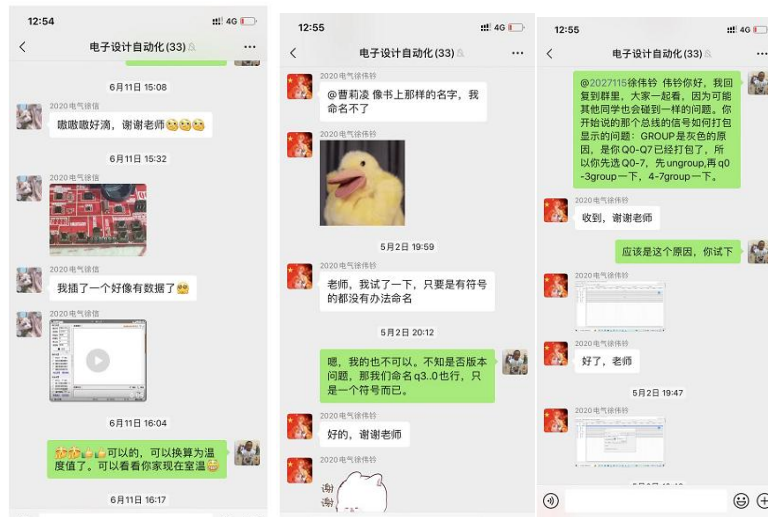 12:54
4G
电子设计自动化(33)
6月11日 15:08
2020电气徐信
嗷嗷嗷好滴，谢谢老师
6月11日 15:32
2020电气徐信
2020电气徐信
我插了一个好像有数据了
2020电气徐信
6月11日 16:04
可以的，可以换算为温
度值了。可以看看你家现在室温
6月11日 16:17
12:55
4G
电子设计自动化(33)
2020电气徐伟铃
@曹莉凌 像书上那样的名字，我
命名不了
2020电气徐伟铃
5月2日 19:59
2020电气徐伟铃
老师，我试了一下，只要是有符号
的都没有办法命名
5月2日 20:12
嗯，我的也不可以。不知是否版本
问题，那我们命名q3..0也行，只
是一个符号而已。
2020电气徐伟铃
好的，谢谢老师
2020电气徐伟铃
谢
谢
12:55
4G
电子设计自动化(33)
@2027115徐伟铃 伟铃你好，我回
复到群里，大家一起看，因为可能
其他同学也会碰到一样的问题。你
开始说的那个总线的信号如何打包
显示的问题：GROUP是灰色的原
因，是你Q0-Q7已经打包了，所
以你先选Q0-7，先ungroup,再q0
-3group一下，4-7group一下。
2020电气徐伟铃
收到，谢谢老师
应该是这个原因，你试下
2020电气徐伟铃
2020电气徐伟铃
好了，老师
5月2日 19:47
2020电气徐伟铃